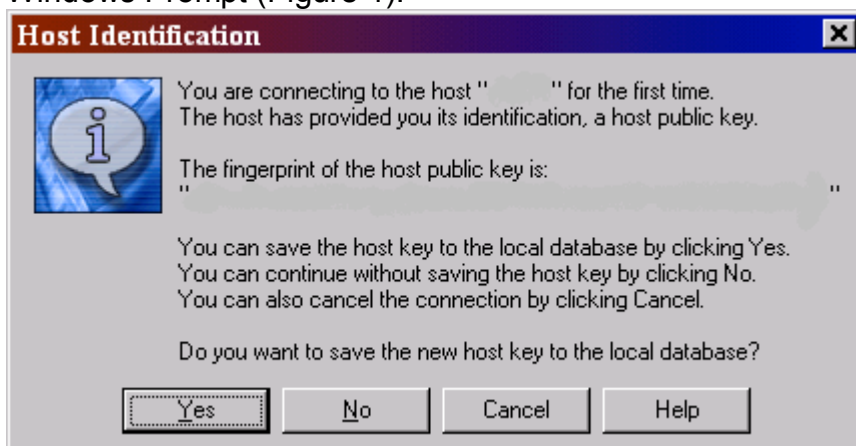 Windows Prompt (Figure 1).
Host Identification
You are connecting to the host " " for the first time.
The host has provided you its identification, a host public key.
The fingerprint of the host public key is:
" "
You can save the host key to the local database by clicking Yes.
You can continue without saving the host key by clicking No.
You can also cancel the connection by clicking Cancel.
Do you want to save the new host key to the local database?
Yes No Cancel Help